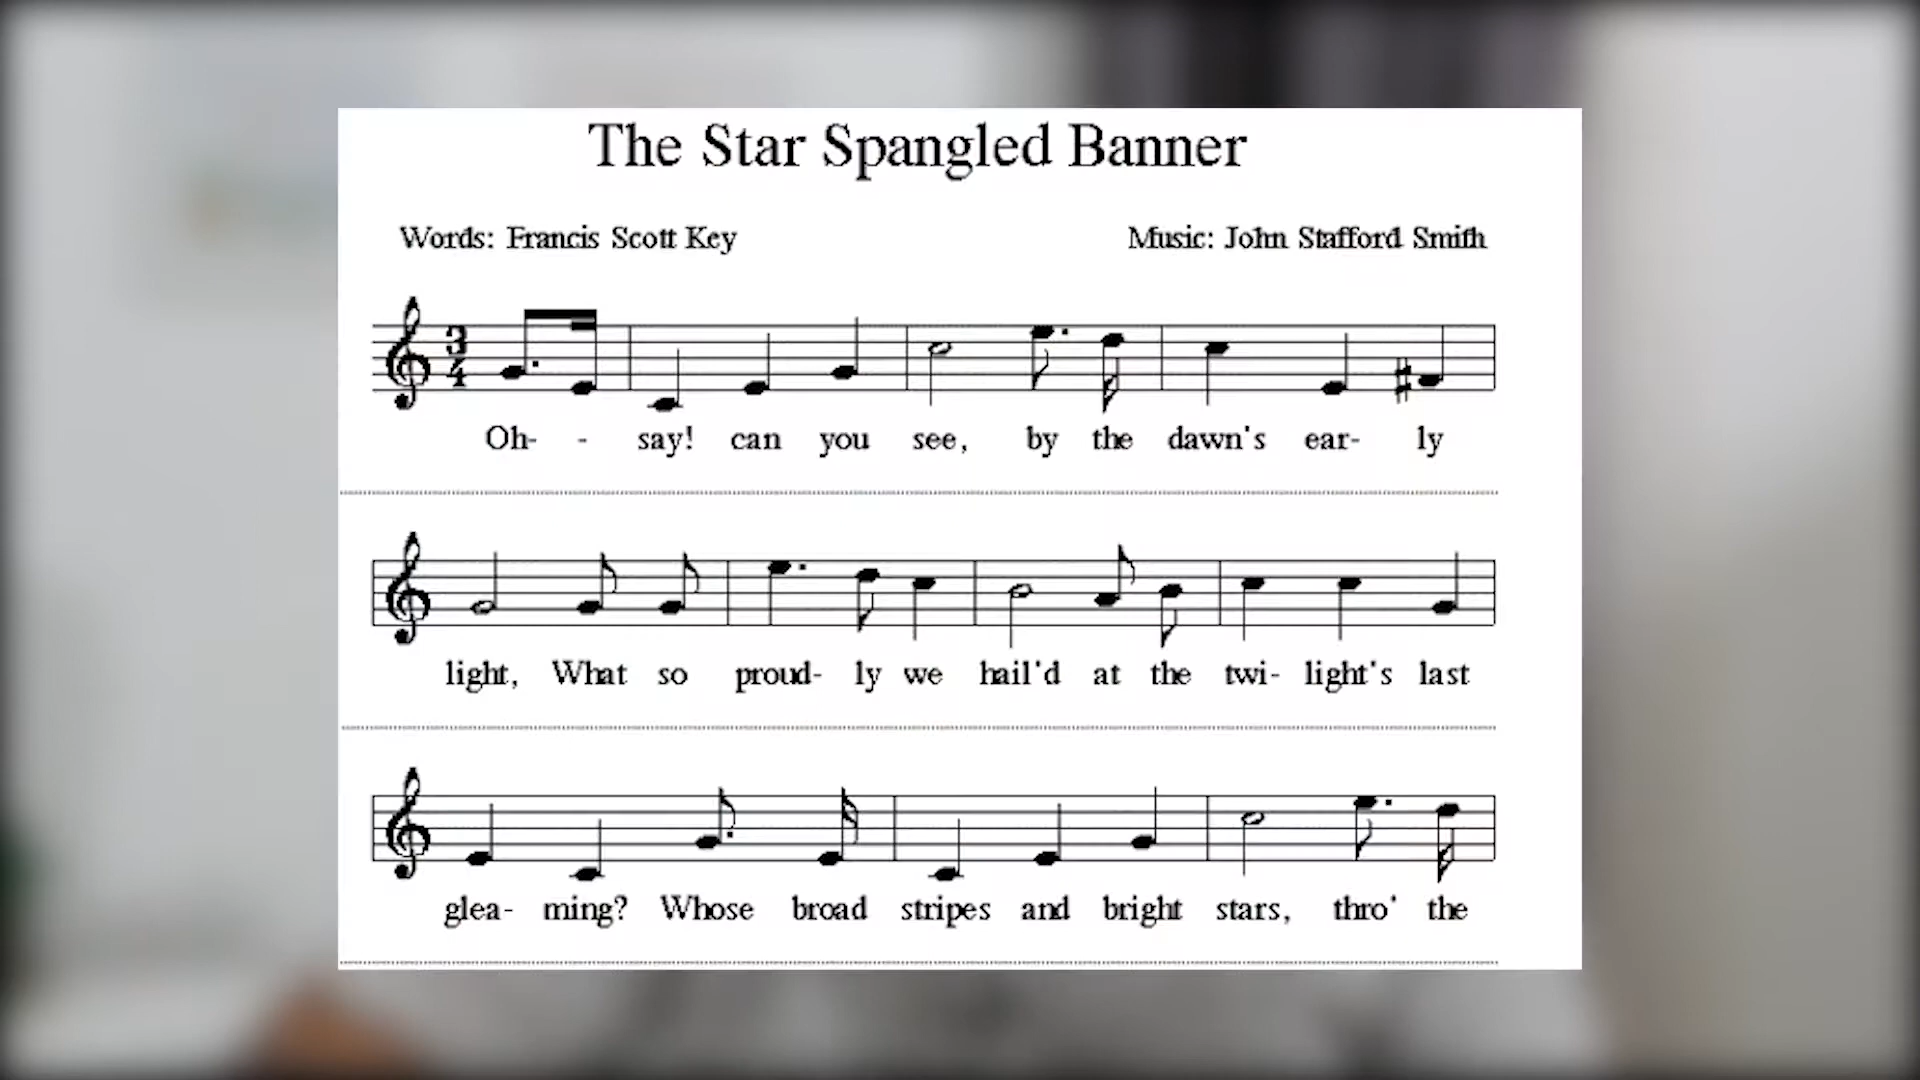 The Star Spangled Banner
Words: Francis Scott Key
Music: John Stafford Smith
3
4
Oh- - say! can you see, by the dawn's ear- ly
light, What so proud- ly we hail'd at the twi- light's last
glea- ming? Whose broad stripes and bright stars, thro' the